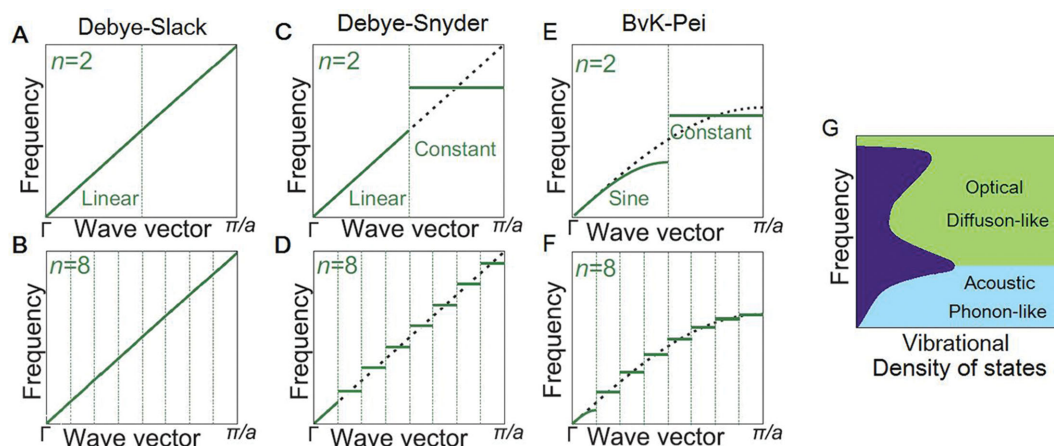 Debye-Slack
A
Frequency
n=2
Linear
Γ
Wave vector
π/a
B
Frequency
n=8
Γ
Wave vector
π/a
Debye-Snyder
C
Frequency
n=2
Constant
Linear
Γ
Wave vector
π/a
D
Frequency
n=8
Γ
Wave vector
π/a
BvK-Pei
E
Frequency
n=2
Constant
Sine
Γ
Wave vector
π/a
F
Frequency
n=8
Γ
Wave vector
π/a
G
Frequency
Optical
Diffuson-like
Acoustic
Phonon-like
Vibrational
Density of states